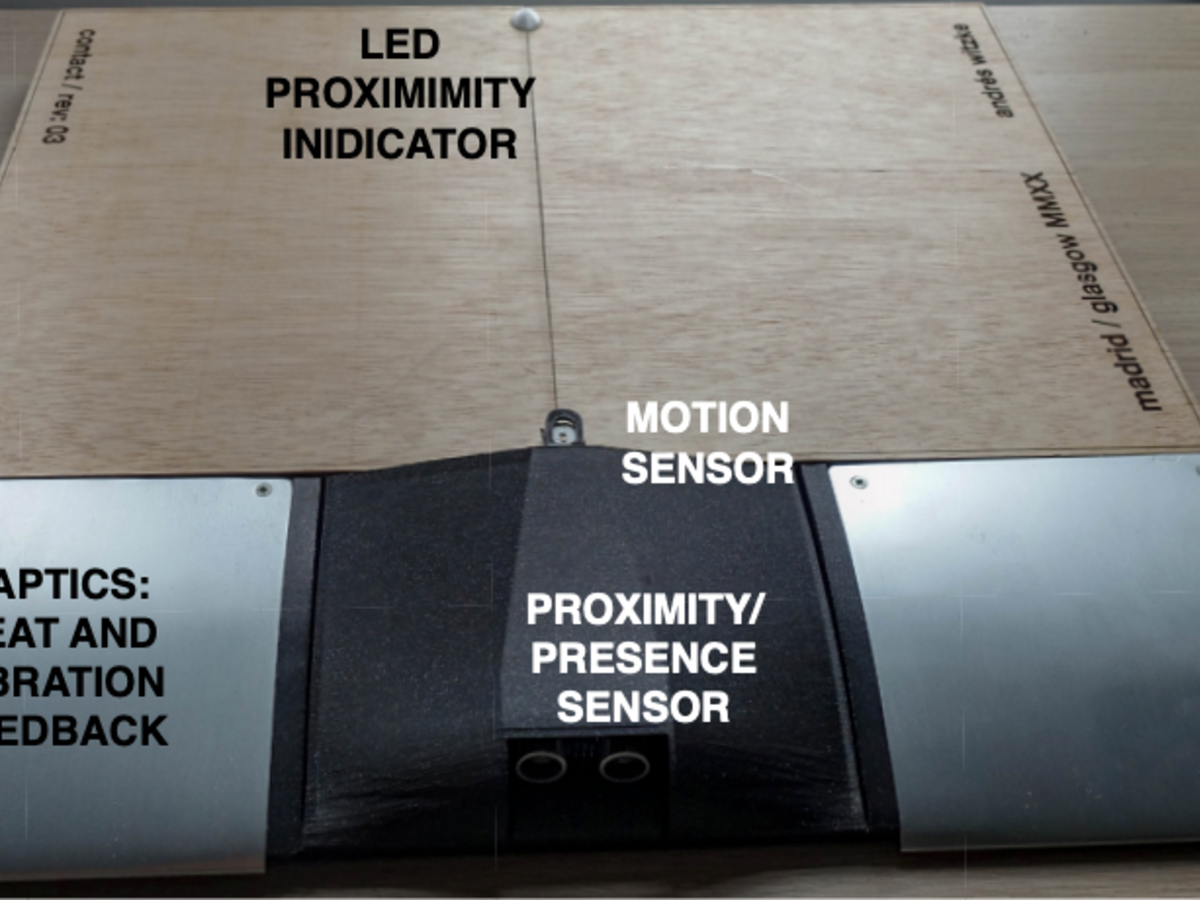 LED
PROXIMIMITY
INIDICATOR
contact / rev: 03
andrés witzke
madrid / glasgow MMXX
MOTION
SENSOR
APTICS:
EAT AND
BRATION
EDBACK
PROXIMITY/
PRESENCE
SENSOR